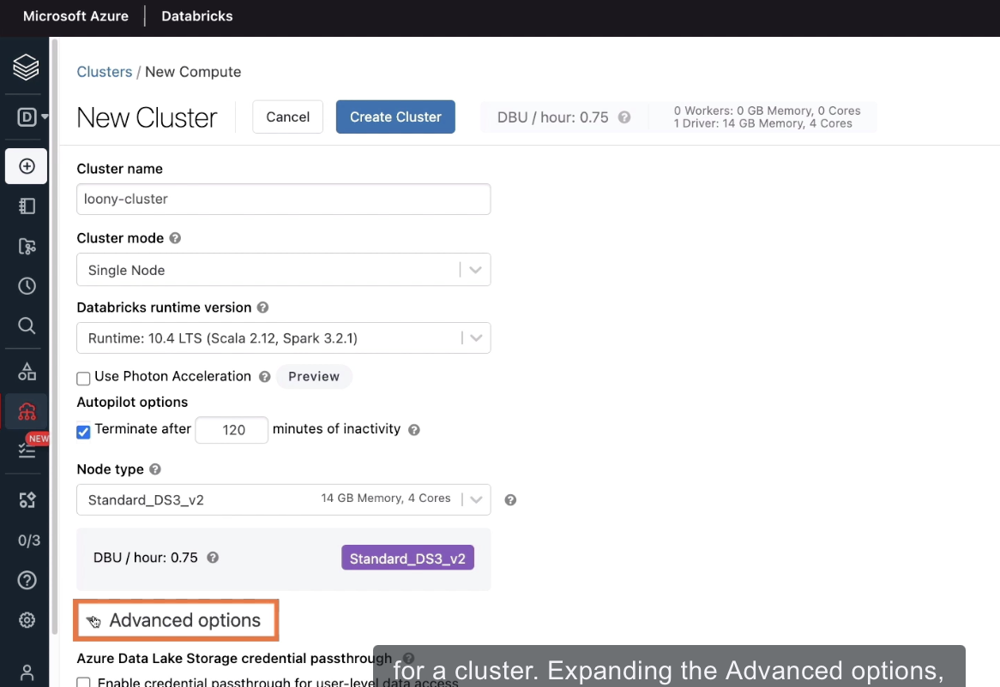 Microsoft Azure | Databricks
Clusters / New Compute
D
New Cluster
Cancel
Create Cluster
DBU / hour: 0.75 ?
0 Workers: 0 GB Memory, 0 Cores
1 Driver: 14 GB Memory, 4 Cores
Cluster name
loony-cluster
Cluster mode ?
Single Node
Databricks runtime version ?
Runtime: 10.4 LTS (Scala 2.12, Spark 3.2.1)
Use Photon Acceleration ? Preview
Autopilot options
Terminate after 120 minutes of inactivity ?
NEW
Node type ?
Standard_DS3_v2 14 GB Memory, 4 Cores ?
0/3
DBU / hour: 0.75 ? Standard_DS3_v2
?
Advanced options
Azure Data Lake Storage credential passthrough ?
for a cluster. Expanding the Advanced options,
Enable credential passthrough for user-level data access